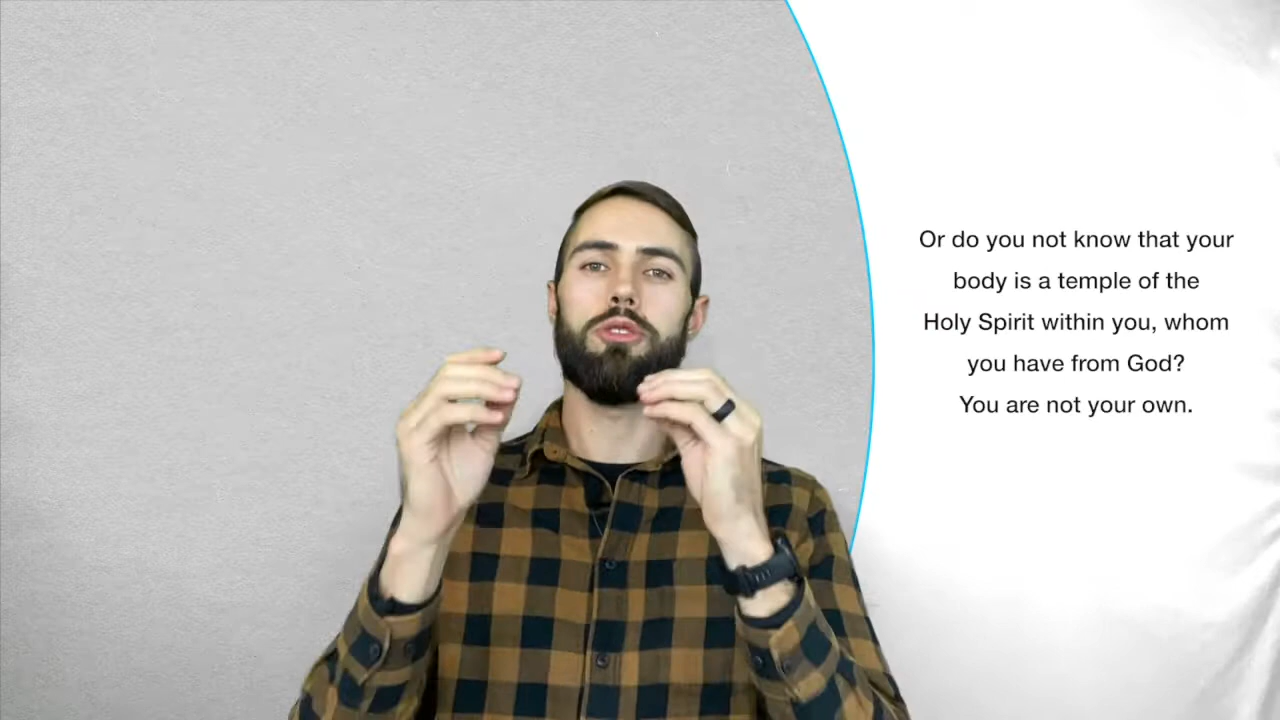 Or do you not know that your
body is a temple of the
Holy Spirit within you, whom
you have from God?
You are not your own.